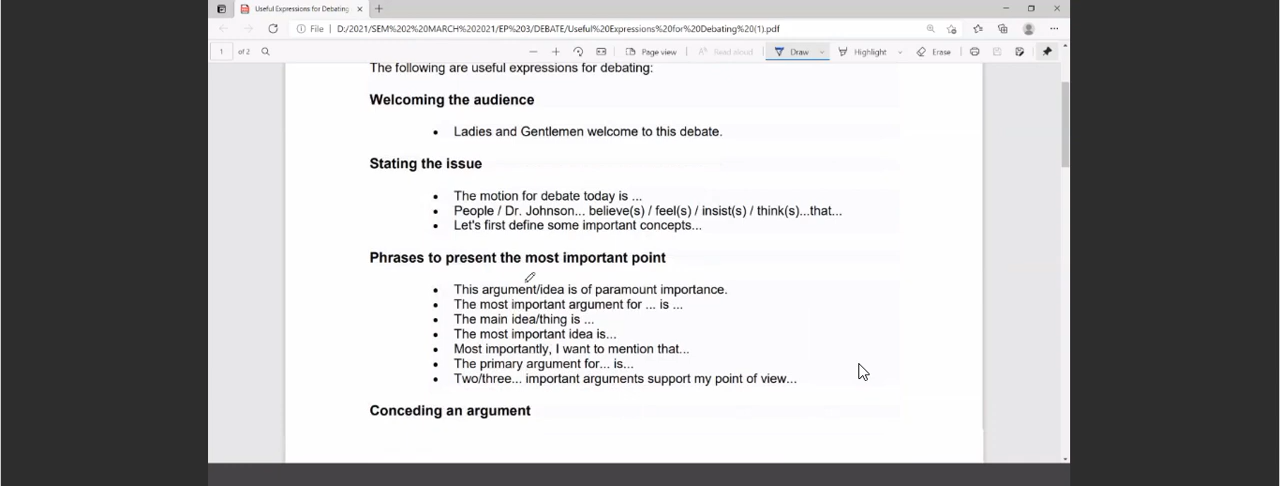 Useful Expressions for Debating
File D:/2021/SEM%202%20MARCH%202021/EP%203/DEBATE/Useful%20Expressions%20for%20Debating%20(1).pdf
1 of 2 Page view Read aloud Draw Highlight Erase
The following are useful expressions for debating:
Welcoming the audience
• Ladies and Gentlemen welcome to this debate.
Stating the issue
• The motion for debate today is ...
• People / Dr. Johnson... believe(s) / feel(s) / insist(s) / think(s)...that...
• Let's first define some important concepts...
Phrases to present the most important point
• This argument/idea is of paramount importance.
• The most important argument for ... is ...
• The main idea/thing is ...
• The most important idea is...
• Most importantly, I want to mention that...
• The primary argument for... is...
• Two/three... important arguments support my point of view...
Conceding an argument